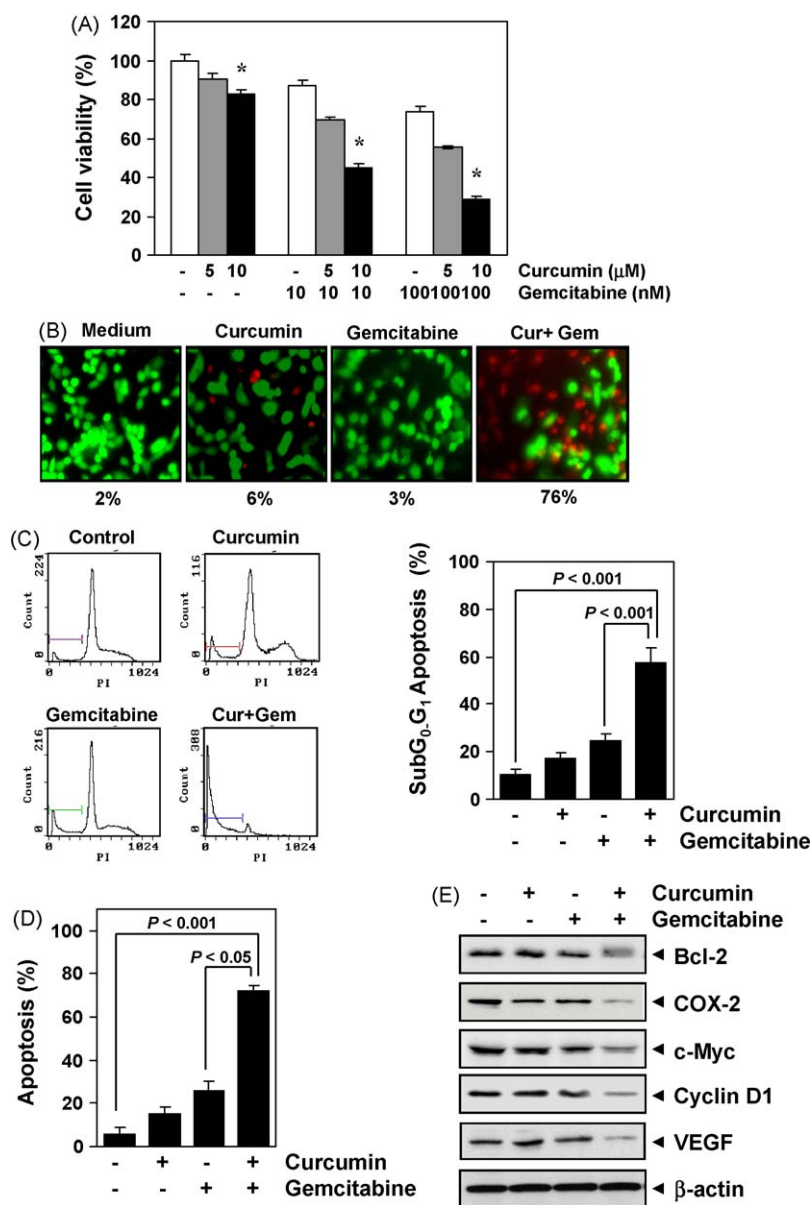 (A)
Cell viability (%)
120
100
80
60
40
20
0
*
*
*
- 5 10 - 5 10 - 5 10 Curcumin (μM)
- - - 10 10 10 100 100 100 Gemcitabine (nM)
(B)
Medium Curcumin Gemcitabine Cur+ Gem
2% 6% 3% 76%
(C)
Control Curcumin
224
Count
0
0 PI 1024
116
Count
0
0 PI 1024
Gemcitabine Cur+Gem
216
Count
0
0 PI 1024
308
Count
0
0 PI 1024
SubG0-G1 Apoptosis (%)
100
80
60
40
20
0
P < 0.001
P < 0.001
- + - + Curcumin
- - + + Gemcitabine
(D)
Apoptosis (%)
100
80
60
40
20
0
P < 0.001
P < 0.05
- + - + Curcumin
- - + + Gemcitabine
(E)
- + - + Curcumin
- - + + Gemcitabine
Bcl-2
COX-2
c-Myc
Cyclin D1
VEGF
β-actin